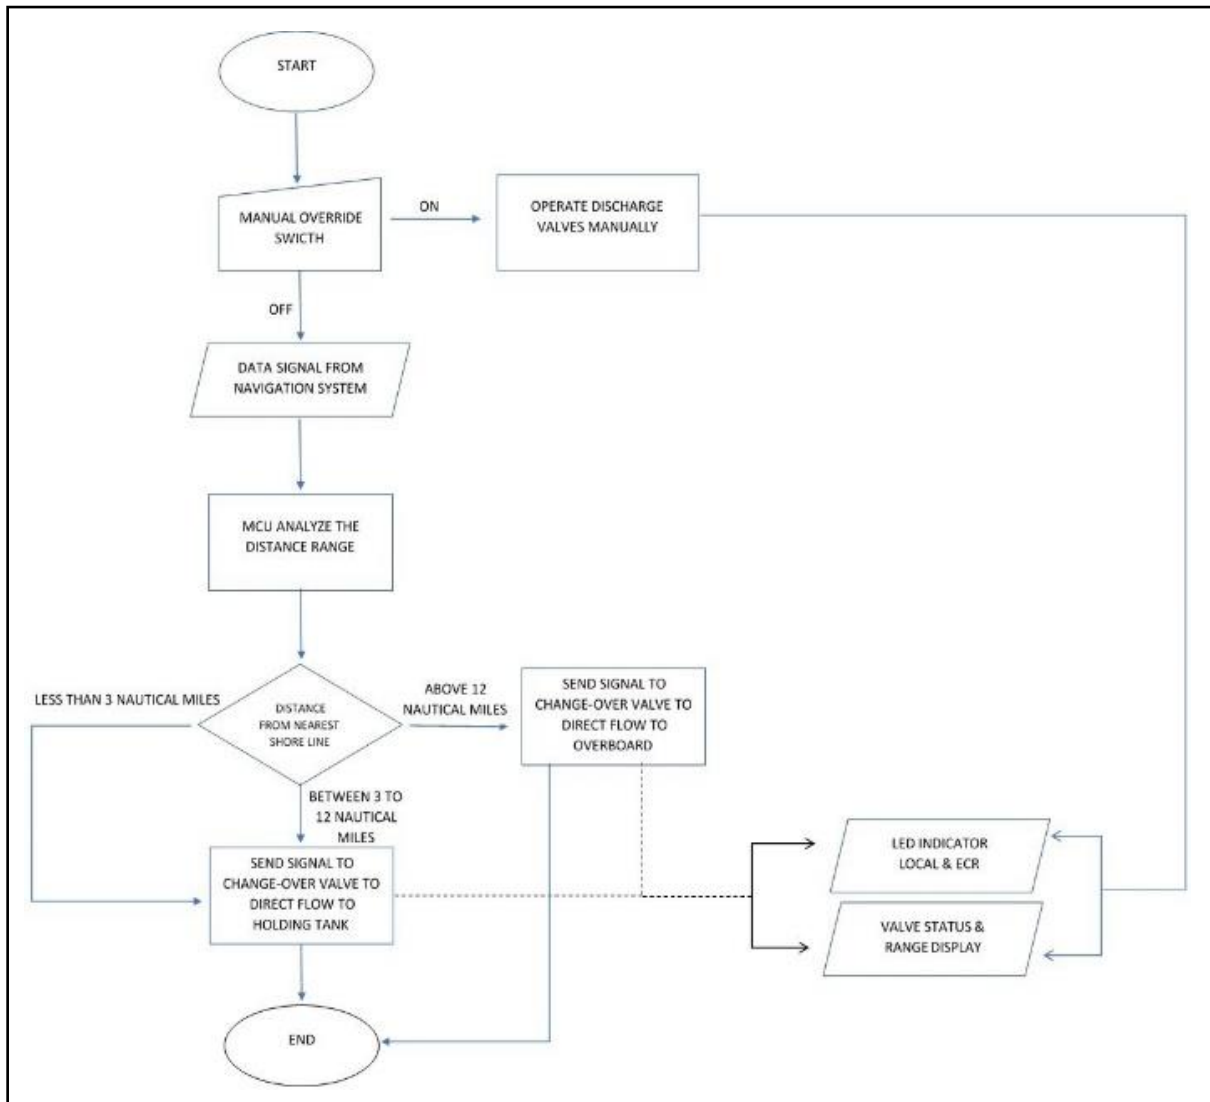 START
MANUAL OVERRIDE
SWICTH
ON
OPERATE DISCHARGE
VALVES MANUALLY
OFF
DATA SIGNAL FROM
NAVIGATION SYSTEM
MCU ANALYZE THE
DISTANCE RANGE
LESS THAN 3 NAUTICAL MILES
DISTANCE
FROM NEAREST
SHORE LINE
ABOVE 12
NAUTICAL MILES
SEND SIGNAL TO
CHANGE-OVER VALVE TO
DIRECT FLOW TO
OVERBOARD
BETWEEN 3 TO
12 NAUTICAL
MILES
SEND SIGNAL TO
CHANGE-OVER VALVE TO
DIRECT FLOW TO
HOLDING TANK
LED INDICATOR
LOCAL & ECR
VALVE STATUS &
RANGE DISPLAY
END